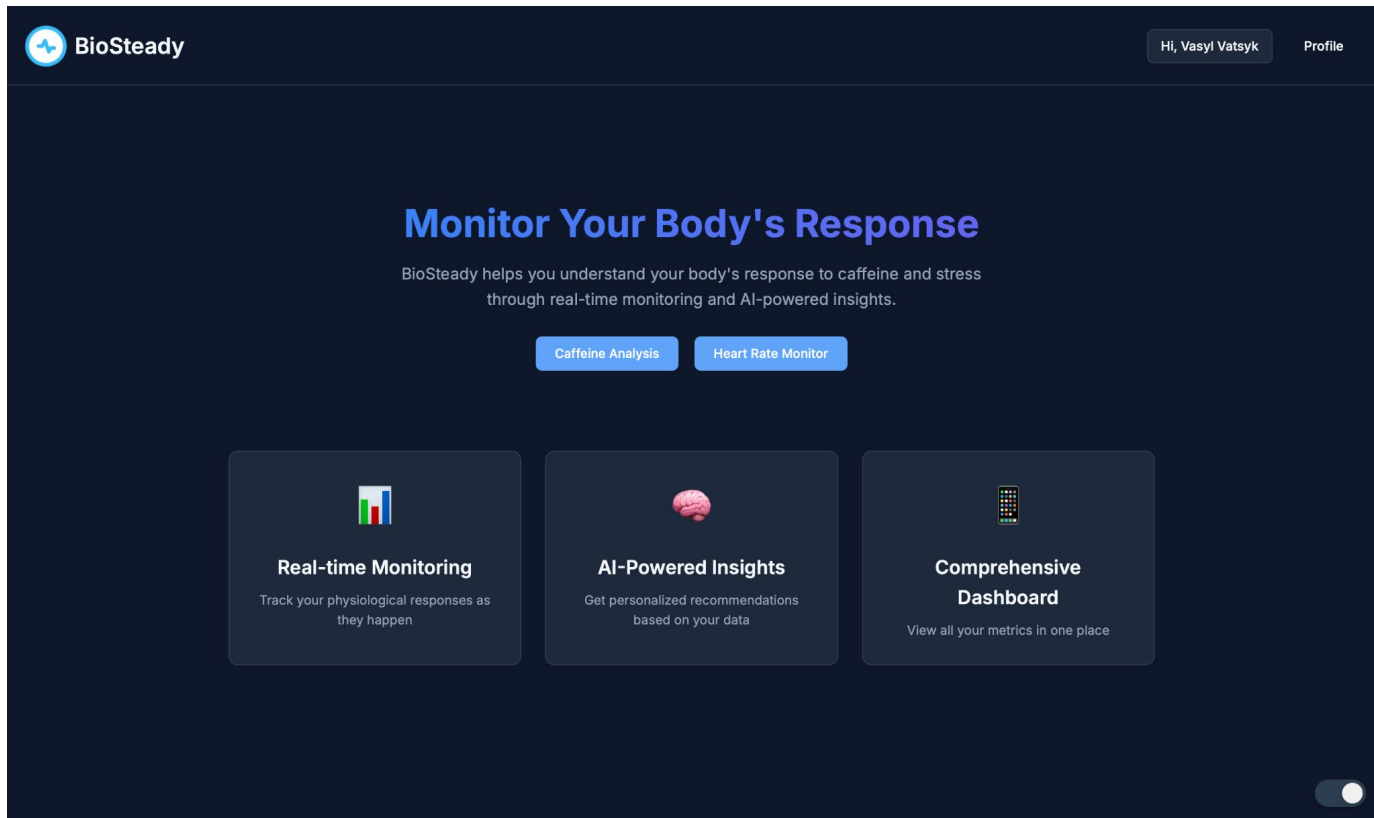 BioSteady
Hi, Vasyl Vatsyk
Profile
Monitor Your Body's Response
BioSteady helps you understand your body's response to caffeine and stress
through real-time monitoring and AI-powered insights.
Caffeine Analysis
Heart Rate Monitor
Real-time Monitoring
Track your physiological responses as
they happen
AI-Powered Insights
Get personalized recommendations
based on your data
Comprehensive
Dashboard
View all your metrics in one place